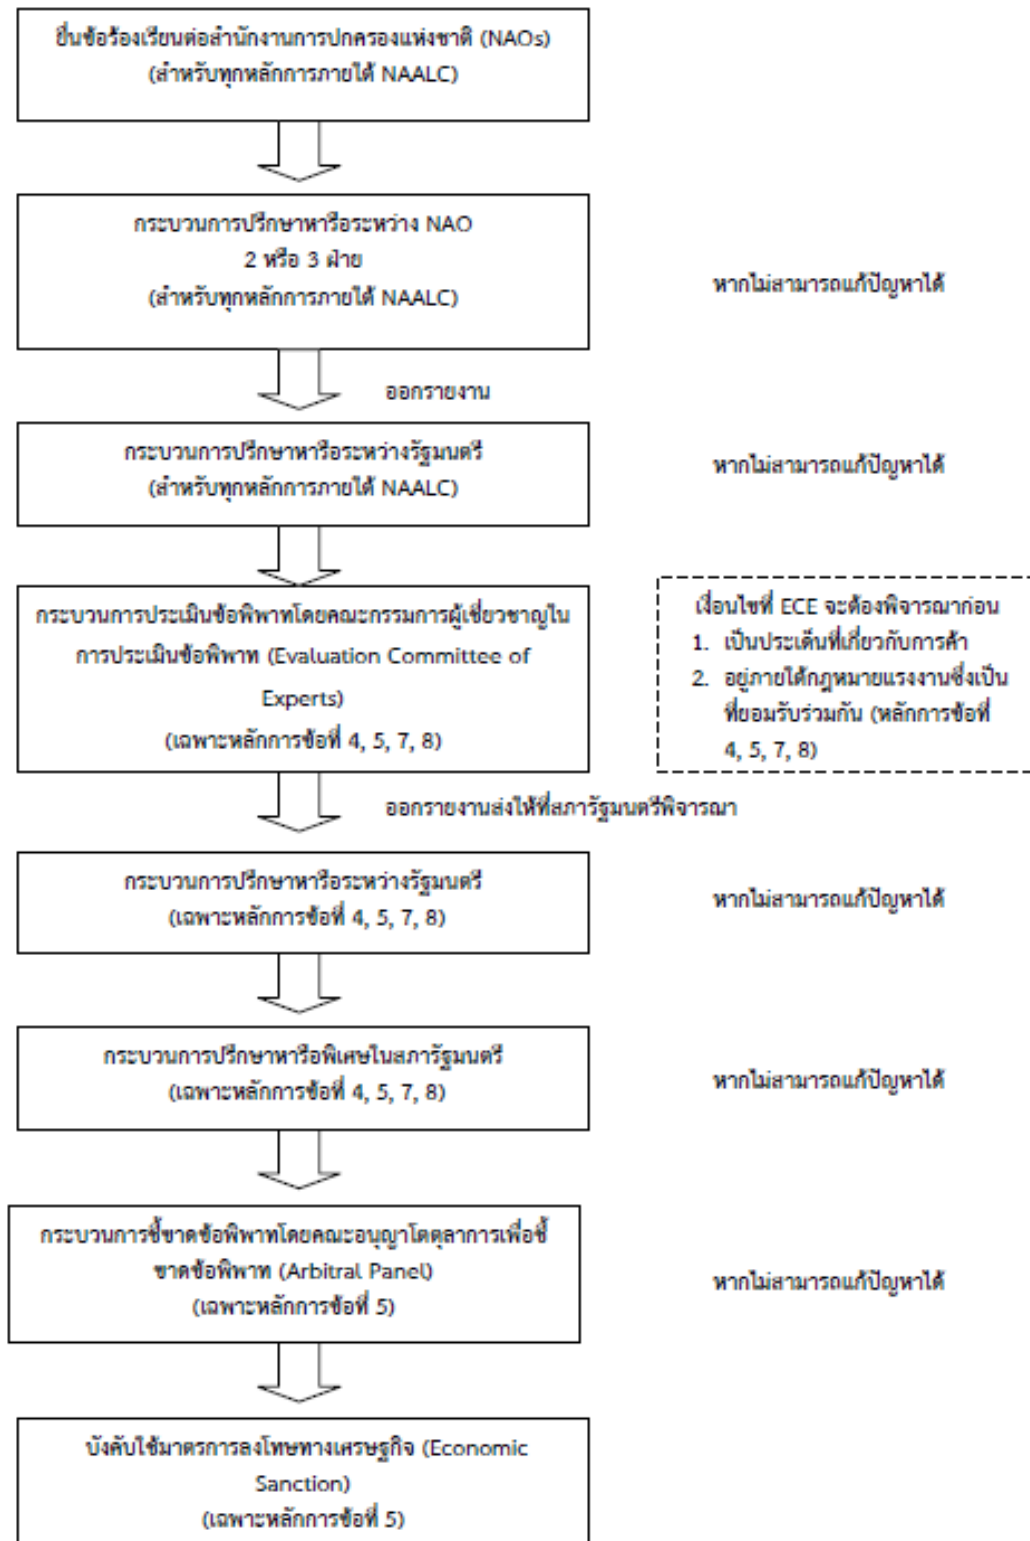 ยื่นข้อร้องเรียนต่อสำนักงานการปกครองแห่งชาติ (NAOs)
(สำหรับทุกหลักการภายใต้ NAALC)
กระบวนการปรึกษาหารือระหว่าง NAO
2 หรือ 3 ฝ่าย
(สำหรับทุกหลักการภายใต้ NAALC)
หากไม่สามารถแก้ปัญหาได้
ออกรายงาน
กระบวนการปรึกษาหารือระหว่างรัฐมนตรี
(สำหรับทุกหลักการภายใต้ NAALC)
หากไม่สามารถแก้ปัญหาได้
กระบวนการประเมินข้อพิพาทโดยคณะกรรมการผู้เชี่ยวชาญใน
การประเมินข้อพิพาท (Evaluation Committee of
Experts)
(เฉพาะหลักการข้อที่ 4, 5, 7, 8)
เงื่อนไขที่ ECE จะต้องพิจารณาก่อน
1. เป็นประเด็นที่เกี่ยวกับการค้า
2. อยู่ภายใต้กฎหมายแรงงานซึ่งเป็น
ที่ยอมรับร่วมกัน (หลักการข้อที่
4, 5, 7, 8)
ออกรายงานส่งให้ที่สภารัฐมนตรีพิจารณา
กระบวนการปรึกษาหารือระหว่างรัฐมนตรี
(เฉพาะหลักการข้อที่ 4, 5, 7, 8)
หากไม่สามารถแก้ปัญหาได้
กระบวนการปรึกษาหารือพิเศษในสภารัฐมนตรี
(เฉพาะหลักการข้อที่ 4, 5, 7, 8)
หากไม่สามารถแก้ปัญหาได้
กระบวนการชี้ขาดข้อพิพาทโดยคณะอนุญาโตตุลาการเพื่อชี้
ขาดข้อพิพาท (Arbitral Panel)
(เฉพาะหลักการข้อที่ 5)
หากไม่สามารถแก้ปัญหาได้
บังคับใช้มาตรการลงโทษทางเศรษฐกิจ (Economic
Sanction)
(เฉพาะหลักการข้อที่ 5)